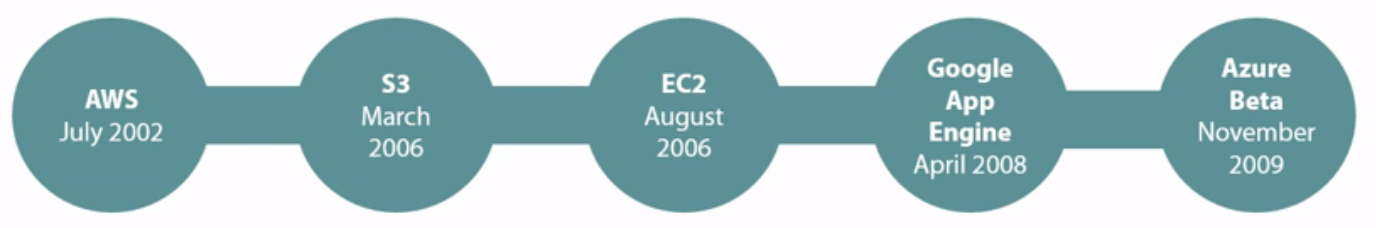 AWS
July 2002
S3
March
2006
EC2
August
2006
Google
App
Engine
April 2008
Azure
Beta
November
2009